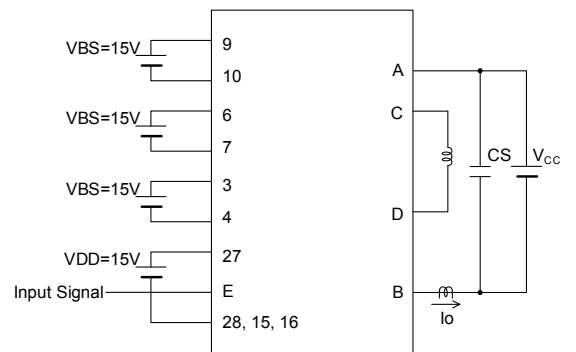 VBS=15V
9
10
A
VBS=15V
6
7
C
CS
VCC
VBS=15V
3
4
D
VDD=15V
27
Input Signal
E
B
28, 15, 16
Io